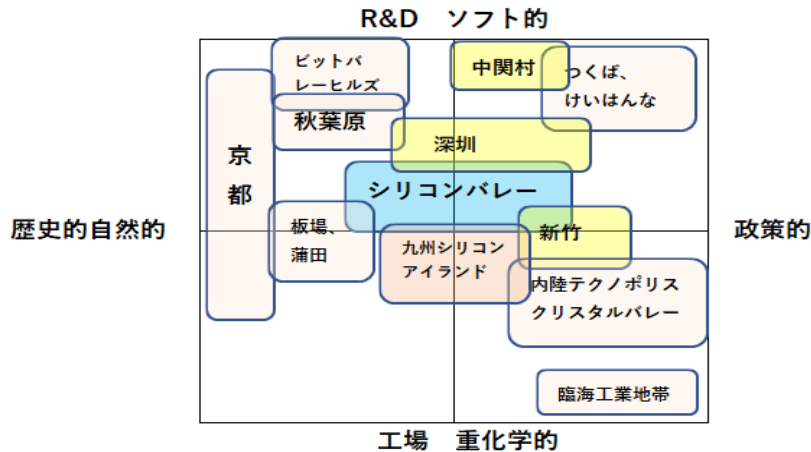 R&D ソフト的
ビットバ
レーヒルズ
中関村
つくば、
けいはんな
秋葉原
深圳
京
都
シリコンバレー
歴史的自然的
板場、
蒲田
九州シリコン
アイランド
新竹
政策的
内陸テクノポリス
クリスタルバレー
臨海工業地帯
工場 重化学的